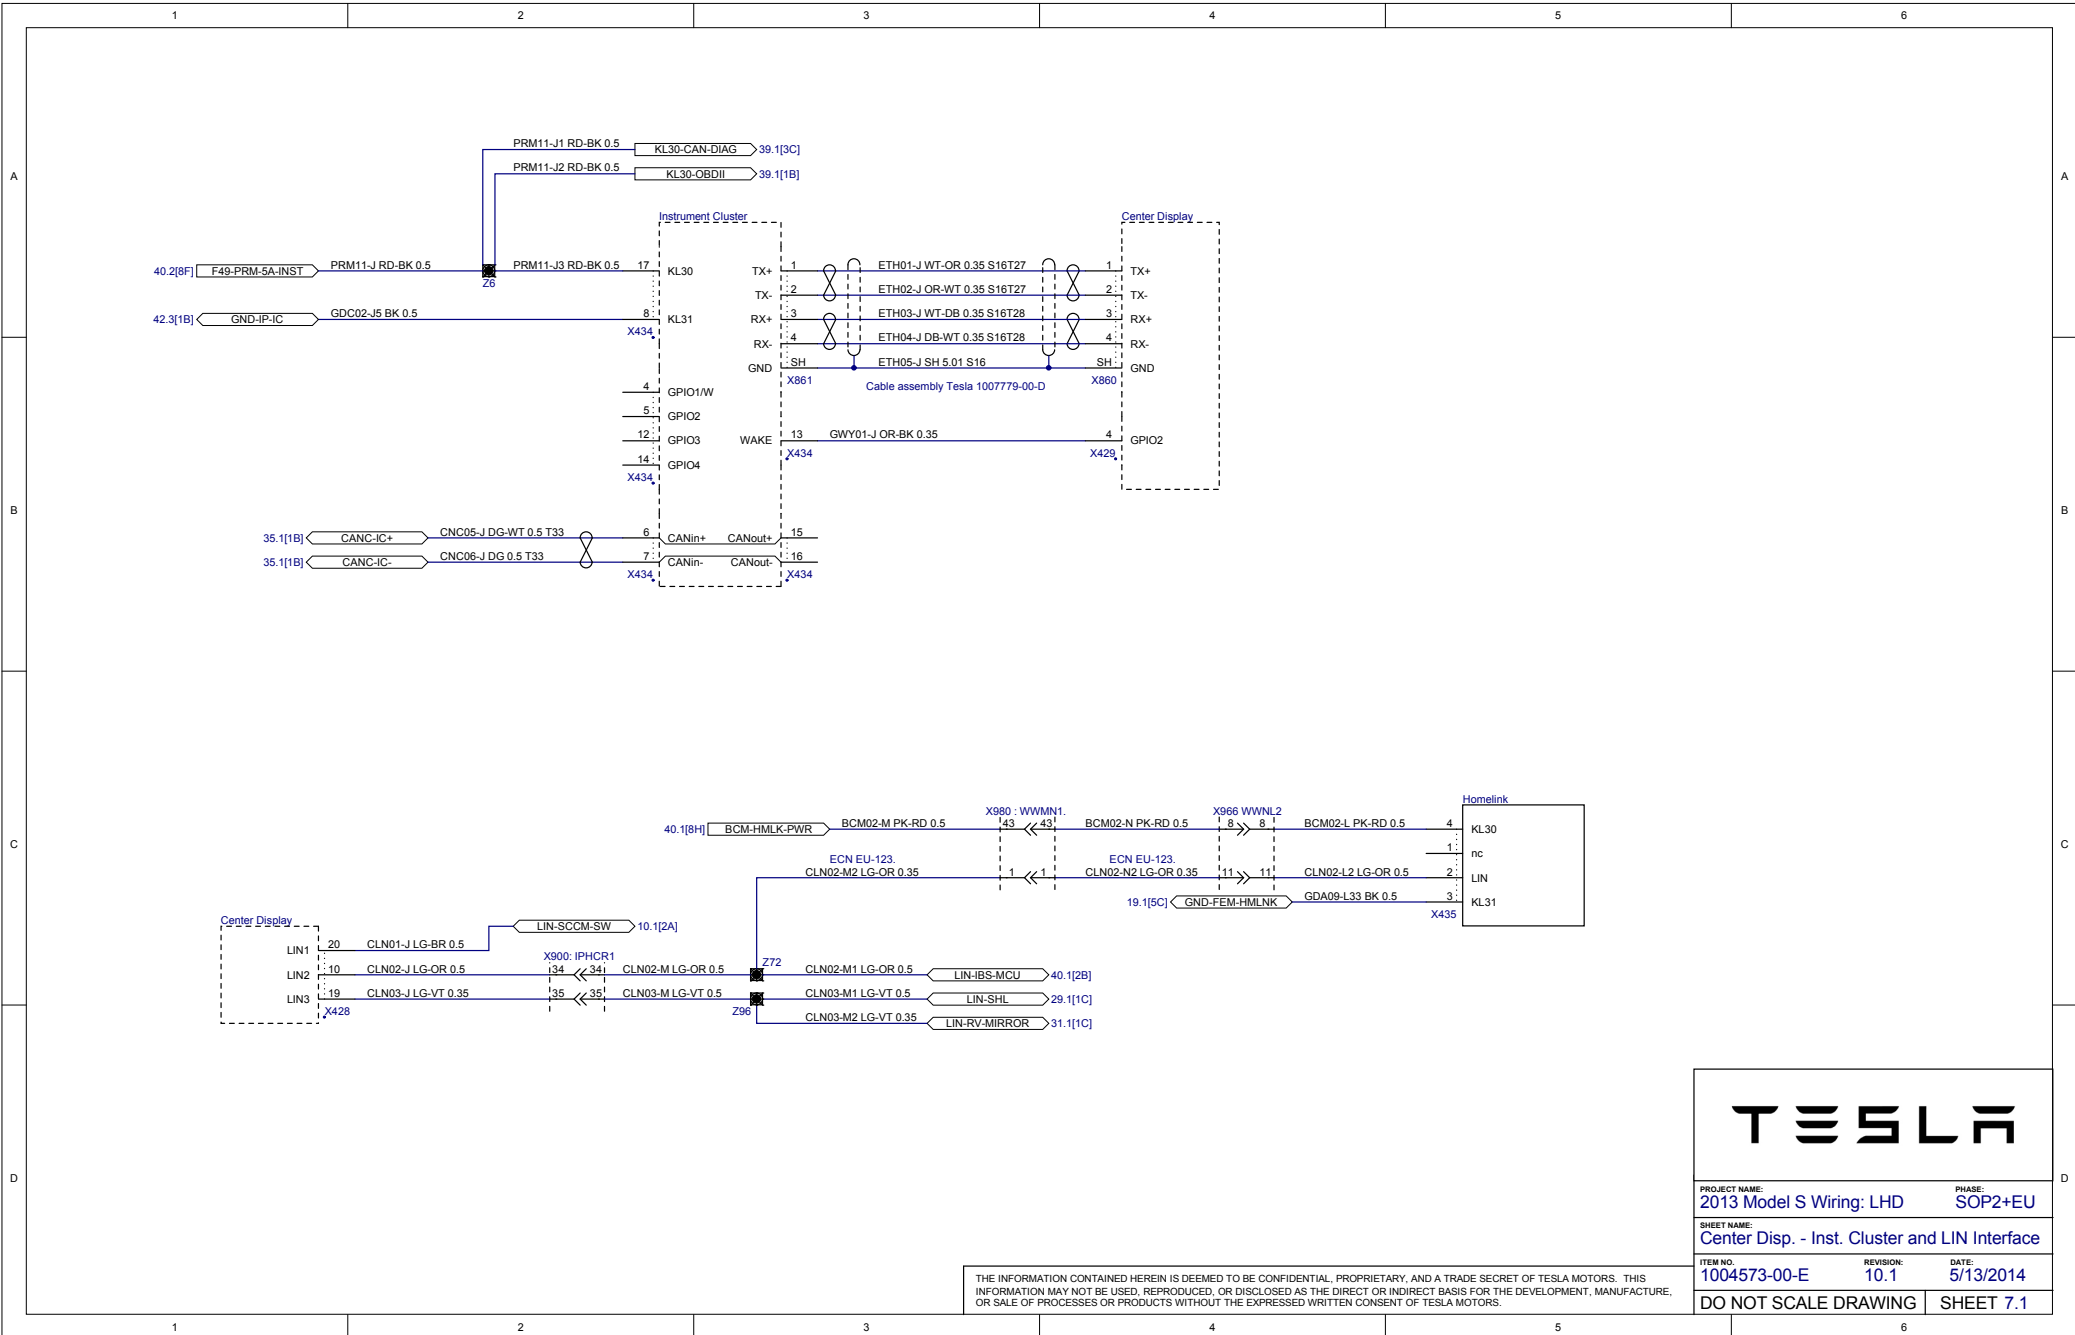 1 2 3 4 5 6
A A
B B
C C
D D
PRM11-J1 RD-BK 0.5 KL30-CAN-DIAG 39.1[3C]
PRM11-J2 RD-BK 0.5 KL30-OBDII 39.1[1B]
Instrument Cluster Center Display
40.2[8F] F49-PRM-5A-INST PRM11-J RD-BK 0.5 PRM11-J3 RD-BK 0.5 17 KL30 TX+ 1 ETH01-J WT-OR 0.35 S16T27 1 TX+
Z6
TX- 2 ETH02-J OR-WT 0.35 S16T27 2 TX-
42.3[1B] GND-IP-IC GDC02-J5 BK 0.5 8 KL31 RX+ 3 ETH03-J WT-DB 0.35 S16T28 3 RX+
X434
RX- 4 ETH04-J DB-WT 0.35 S16T28 4 RX-
GND SH ETH05-J SH 5.01 S16 SH GND
X861 Cable assembly Tesla 1007779-00-D X860
4 GPIO1/W
5 GPIO2
12 GPIO3 WAKE 13 GWY01-J OR-BK 0.35 4 GPIO2
X434 X429
14 GPIO4
X434
35.1[1B] CANC-IC+ CNC05-J DG-WT 0.5 T33 6 CANin+ CANout+ 15
35.1[1B] CANC-IC- CNC06-J DG 0.5 T33 7 CANin- CANout- 16
X434 X434
Homelink
X980 : WWMN1. X966 WWNL2
40.1[8H] BCM-HMLK-PWR BCM02-M PK-RD 0.5 43 43 BCM02-N PK-RD 0.5 8 8 BCM02-L PK-RD 0.5 4 KL30
1 nc
ECN EU-123. ECN EU-123.
CLN02-M2 LG-OR 0.35 1 1 CLN02-N2 LG-OR 0.35 11 11 CLN02-L2 LG-OR 0.5 2 LIN
19.1[5C] GND-FEM-HMLNK GDA09-L33 BK 0.5 3 KL31
X435
Center Display LIN-SCCM-SW 10.1[2A]
LIN1 20 CLN01-J LG-BR 0.5
X900: IPHCR1 Z72
LIN2 10 CLN02-J LG-OR 0.5 34 34 CLN02-M LG-OR 0.5 CLN02-M1 LG-OR 0.5 LIN-IBS-MCU 40.1[2B]
LIN3 19 CLN03-J LG-VT 0.35 35 35 CLN03-M LG-VT 0.5 CLN03-M1 LG-VT 0.5 LIN-SHL 29.1[1C]
X428 Z96
CLN03-M2 LG-VT 0.35 LIN-RV-MIRROR 31.1[1C]
TESLA
PROJECT NAME: PHASE:
2013 Model S Wiring: LHD SOP2+EU
SHEET NAME:
Center Disp. - Inst. Cluster and LIN Interface
ITEM NO. REVISION: DATE:
1004573-00-E 10.1 5/13/2014
DO NOT SCALE DRAWING SHEET 7.1
THE INFORMATION CONTAINED HEREIN IS DEEMED TO BE CONFIDENTIAL, PROPRIETARY, AND A TRADE SECRET OF TESLA MOTORS. THIS
INFORMATION MAY NOT BE USED, REPRODUCED, OR DISCLOSED AS THE DIRECT OR INDIRECT BASIS FOR THE DEVELOPMENT, MANUFACTURE,
OR SALE OF PROCESSES OR PRODUCTS WITHOUT THE EXPRESSED WRITTEN CONSENT OF TESLA MOTORS.
1 2 3 4 5 6